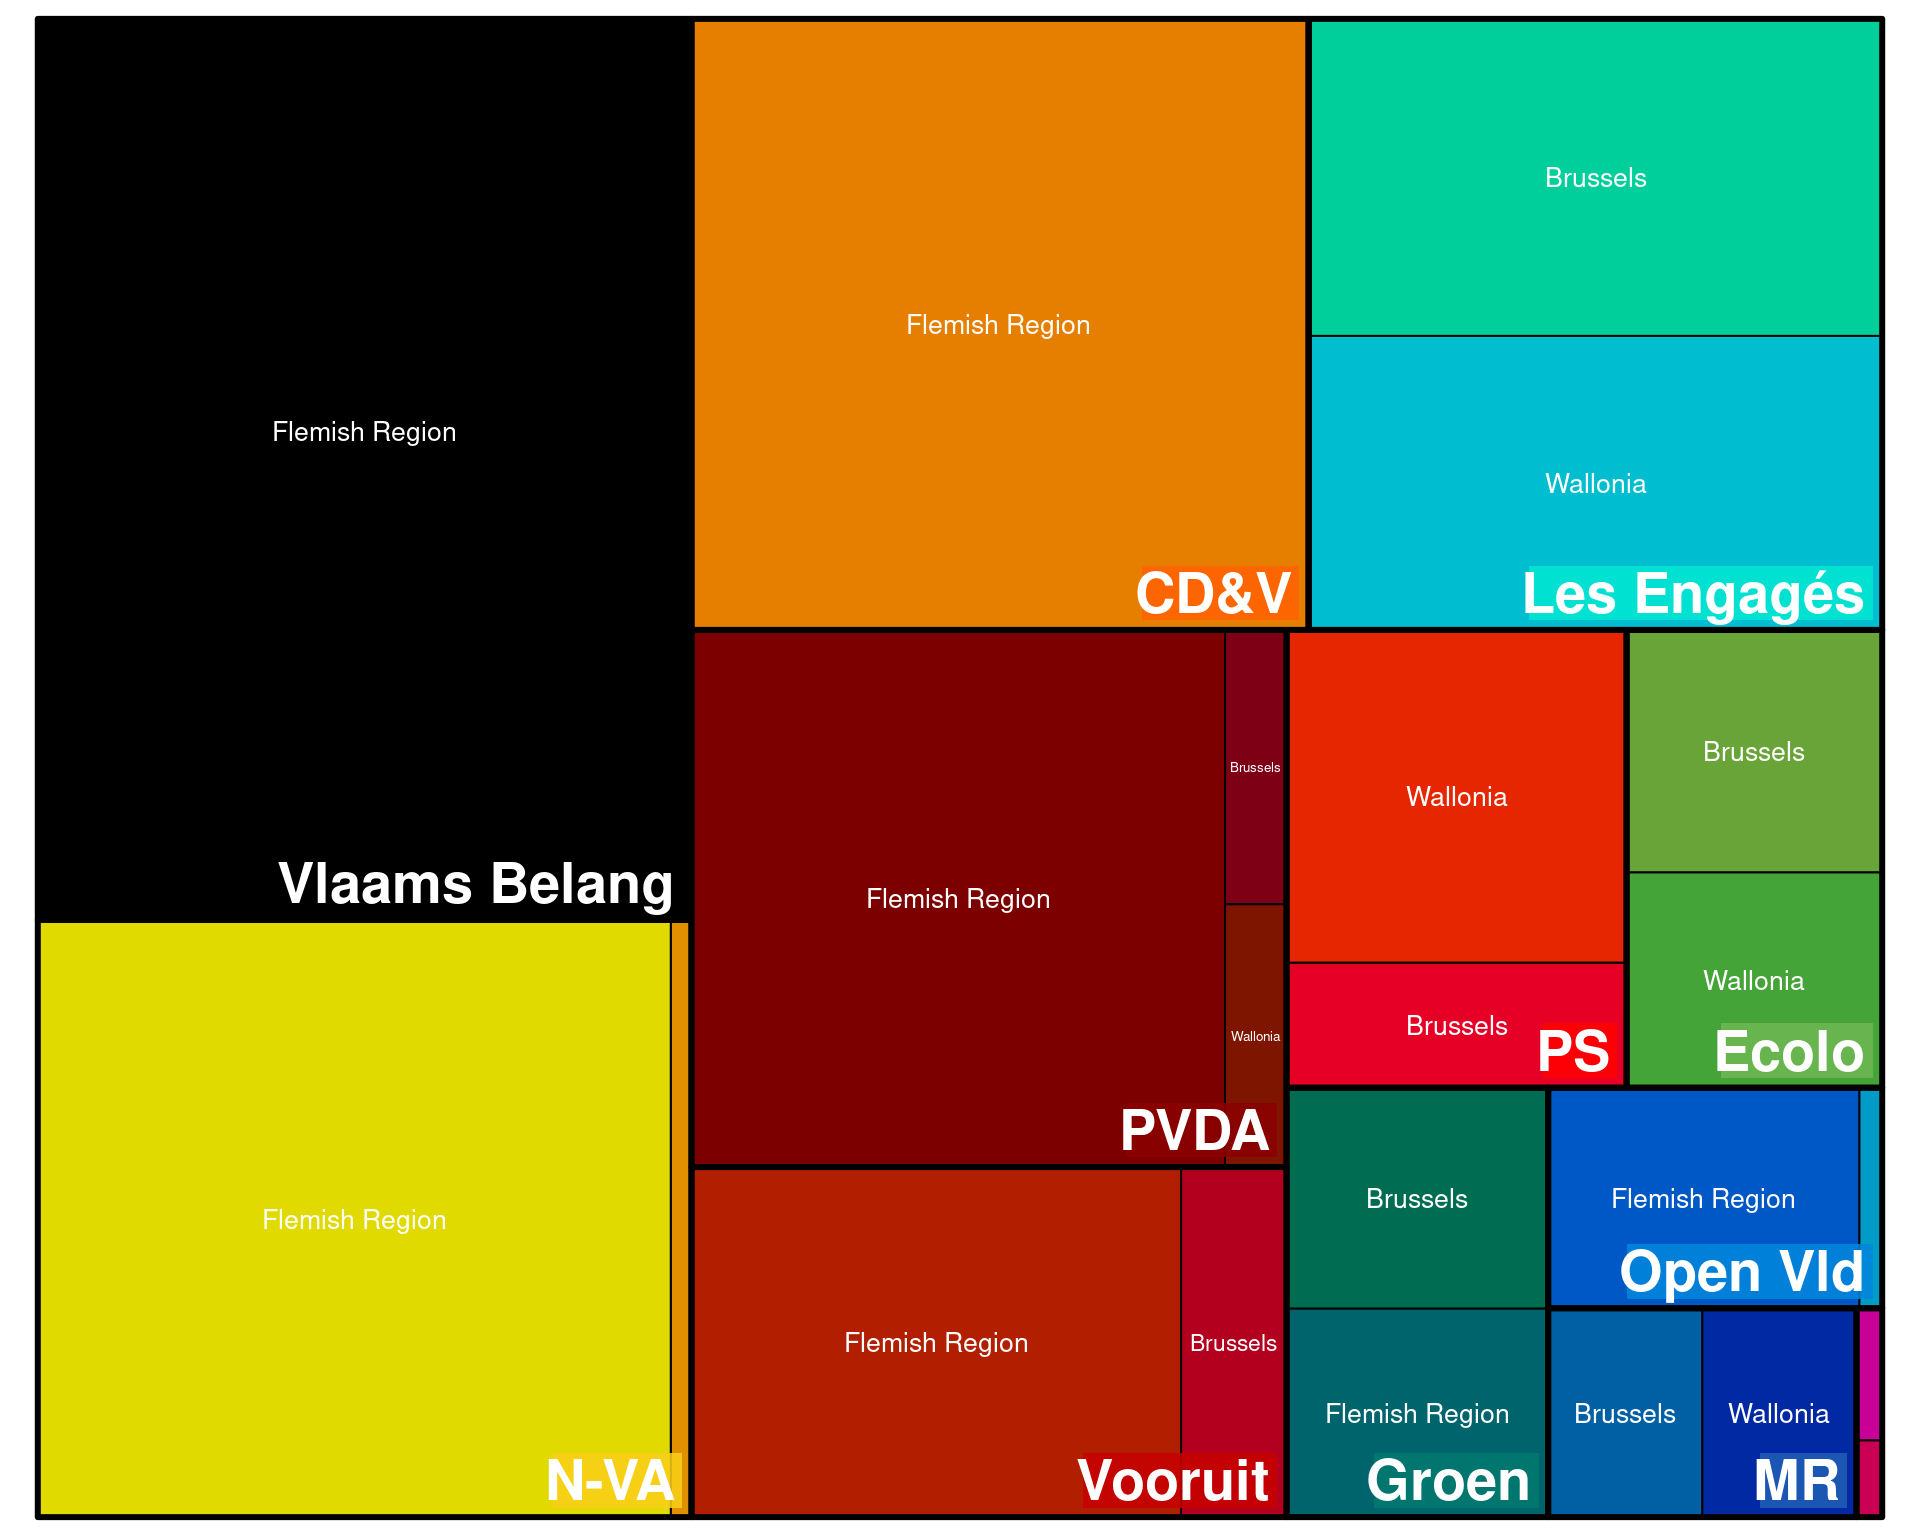 Flemish Region
Vlaams Belang
Flemish Region
N-VA
Flemish Region
CD&V
Brussels
Wallonia
Les Engagés
Flemish Region
Brussels
Wallonia
PVDA
Flemish Region
Brussels
Vooruit
Wallonia
Brussels
PS
Brussels
Wallonia
Ecolo
Brussels
Flemish Region
Groen
Flemish Region
Open Vld
Brussels
Wallonia
MR